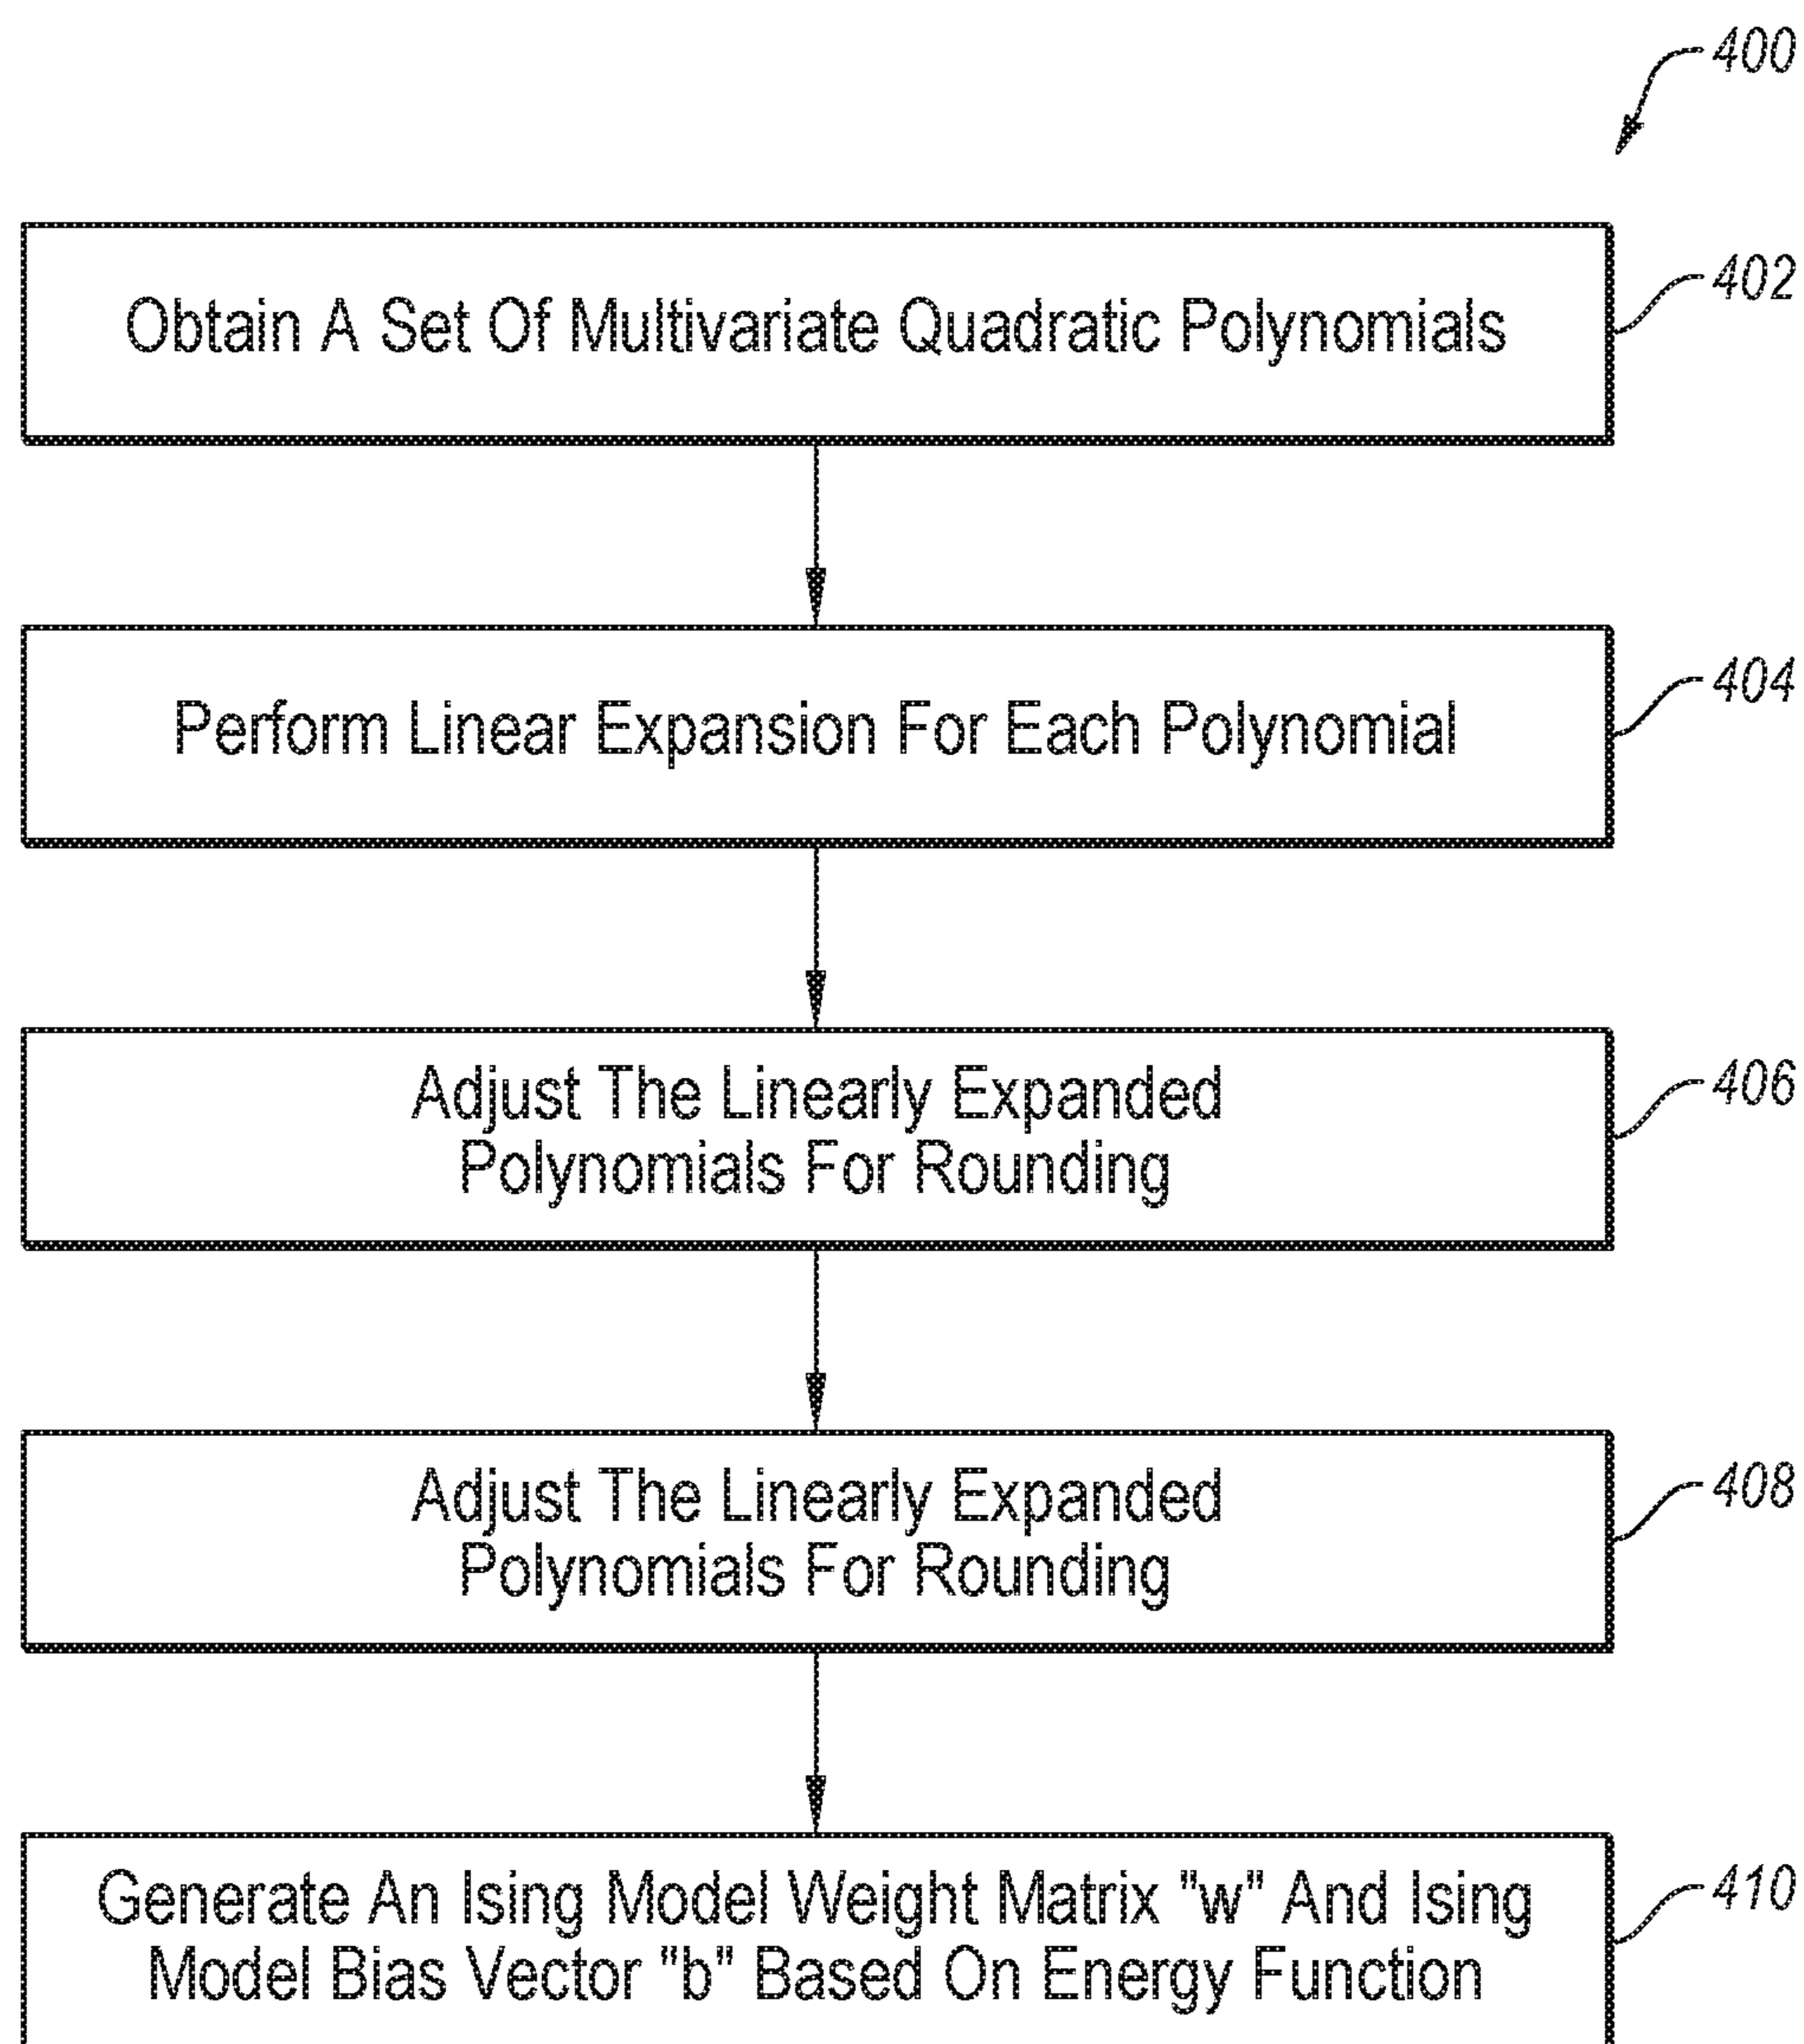 400
Obtain A Set Of Multivariate Quadratic Polynomials
402
Perform Linear Expansion For Each Polynomial
404
Adjust The Linearly Expanded
Polynomials For Rounding
406
Adjust The Linearly Expanded
Polynomials For Rounding
408
Generate An Ising Model Weight Matrix "w" And Ising
Model Bias Vector "b" Based On Energy Function
410